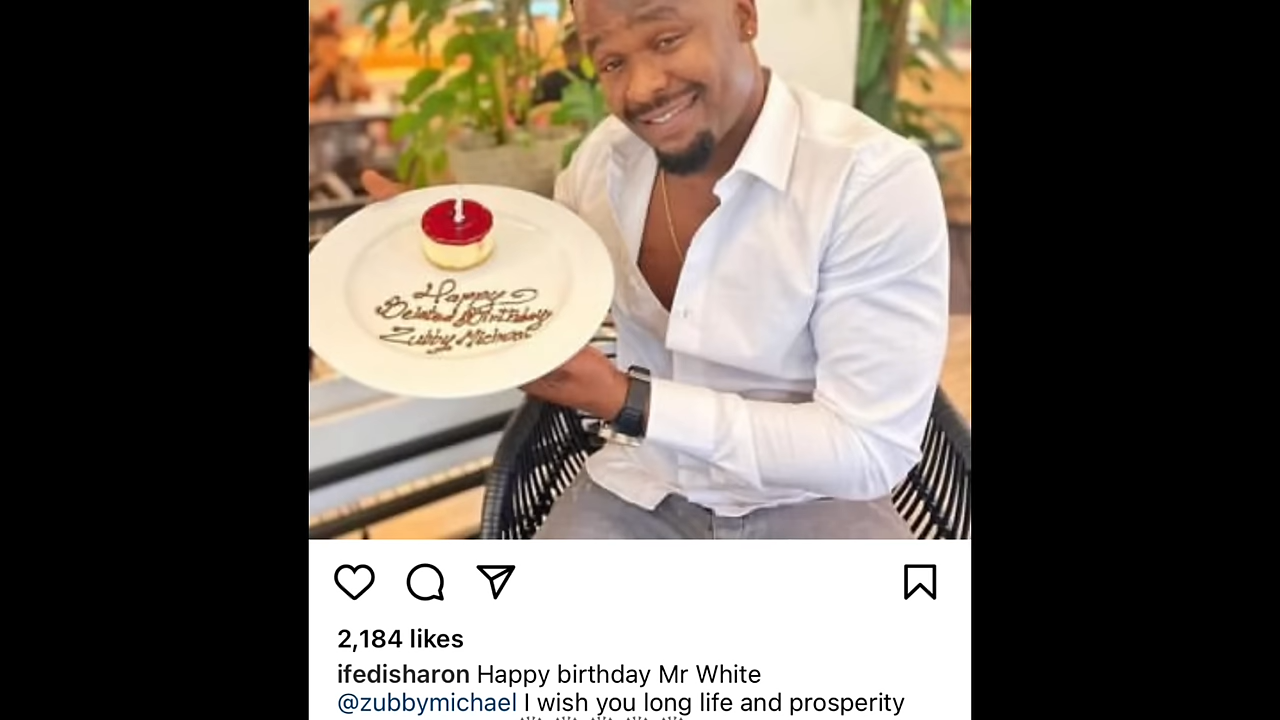 Happy
Belated Birthday
Zubby Michael
2,184 likes
ifedisharon Happy birthday Mr White
@zubbymichael I wish you long life and prosperity